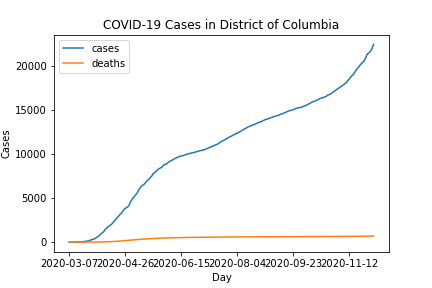 COVID-19 Cases in District of Columbia
cases
deaths
20000
15000
10000
5000
0
Cases
2020-03-07 2020-04-26 2020-06-15 2020-08-04 2020-09-23 2020-11-12
Day